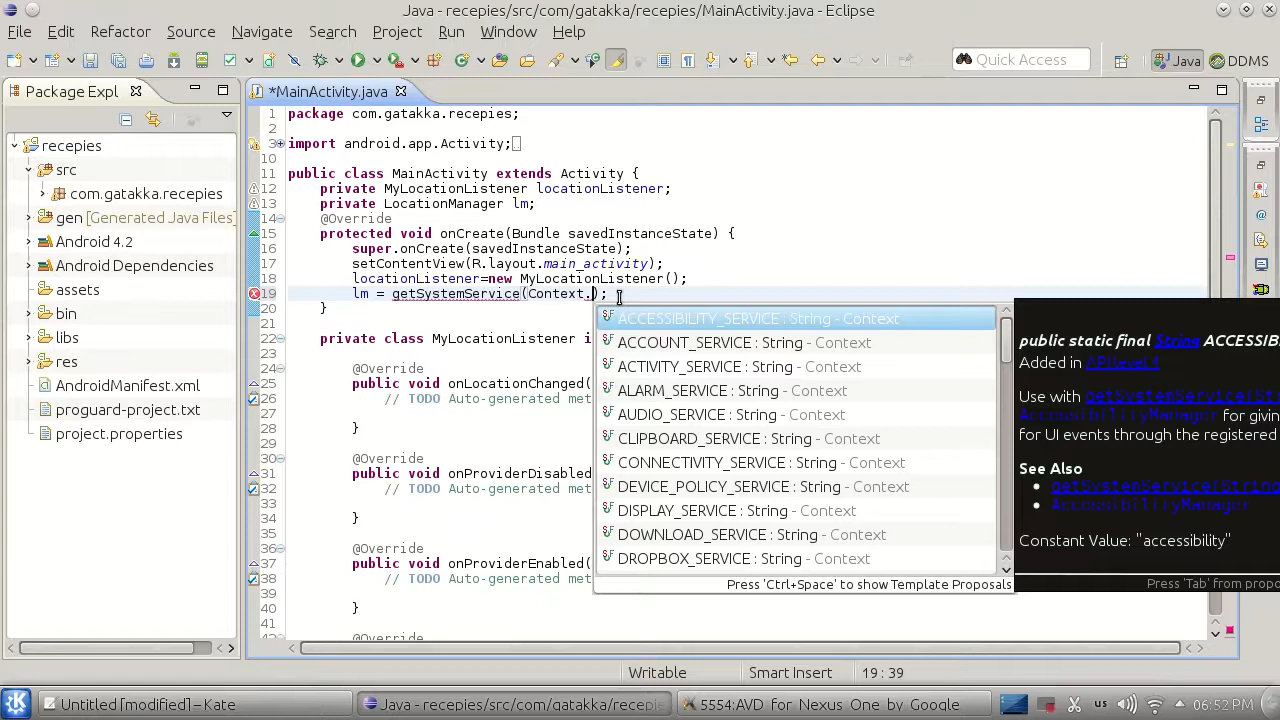 Java - recepies/src/com/gatakka/recepies/MainActivity.java - Eclipse
File Edit Refactor Source Navigate Search Project Run Window Help
Quick Access Java DDMS
Package Expl
*MainActivity.java
recepies
src
com.gatakka.recepies
gen [Generated Java Files]
Android 4.2
Android Dependencies
assets
bin
libs
res
AndroidManifest.xml
proguard-project.txt
project.properties
1 package com.gatakka.recepies;
2
3 import android.app.Activity;
10
11 public class MainActivity extends Activity {
12 private MyLocationListener locationListener;
13 private LocationManager lm;
14 @Override
15 protected void onCreate(Bundle savedInstanceState) {
16 super.onCreate(savedInstanceState);
17 setContentView(R.layout.main_activity);
18 locationListener=new MyLocationListener();
19 lm = getSystemService(Context.);
20 }
21
22 private class MyLocationListener i
23
24 @Override
25 public void onLocationChanged(
26 // TODO Auto-generated met
27
28 }
29
30 @Override
31 public void onProviderDisabled
32 // TODO Auto-generated met
33
34 }
35
36 @Override
37 public void onProviderEnabled(
38 // TODO Auto-generated met
39
40 }
41
@Override
ACCESSIBILITY_SERVICE : String - Context
ACCOUNT_SERVICE : String - Context
ACTIVITY_SERVICE : String - Context
ALARM_SERVICE : String - Context
AUDIO_SERVICE : String - Context
CLIPBOARD_SERVICE : String - Context
CONNECTIVITY_SERVICE : String - Context
DEVICE_POLICY_SERVICE : String - Context
DISPLAY_SERVICE : String - Context
DOWNLOAD_SERVICE : String - Context
DROPBOX_SERVICE : String - Context
Press 'Ctrl+Space' to show Template Proposals
public static final String ACCESSIB
Added in API level 1
Use with getSystemService(Str
AccessibilityManager for givin
for UI events through the registered
See Also
getSystemService(String
AccessibilityManager
Constant Value: "accessibility"
Press 'Tab' from propo
Writable Smart Insert 19 : 39
Untitled [modified] – Kate
Java - recepies/src/com/gatakka/recepie
5554:AVD for Nexus One by Google
us 06:52 PM